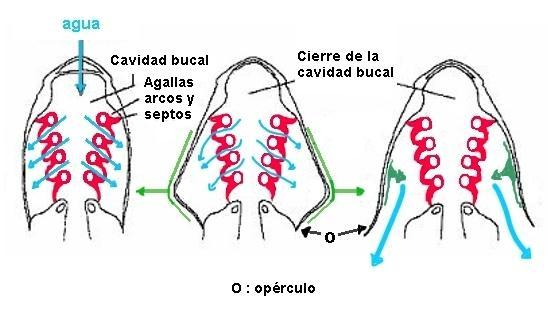 agua
Cavidad bucal
Agallas
arcos y
septos
Cierre de la
cavidad bucal
O
O : opérculo